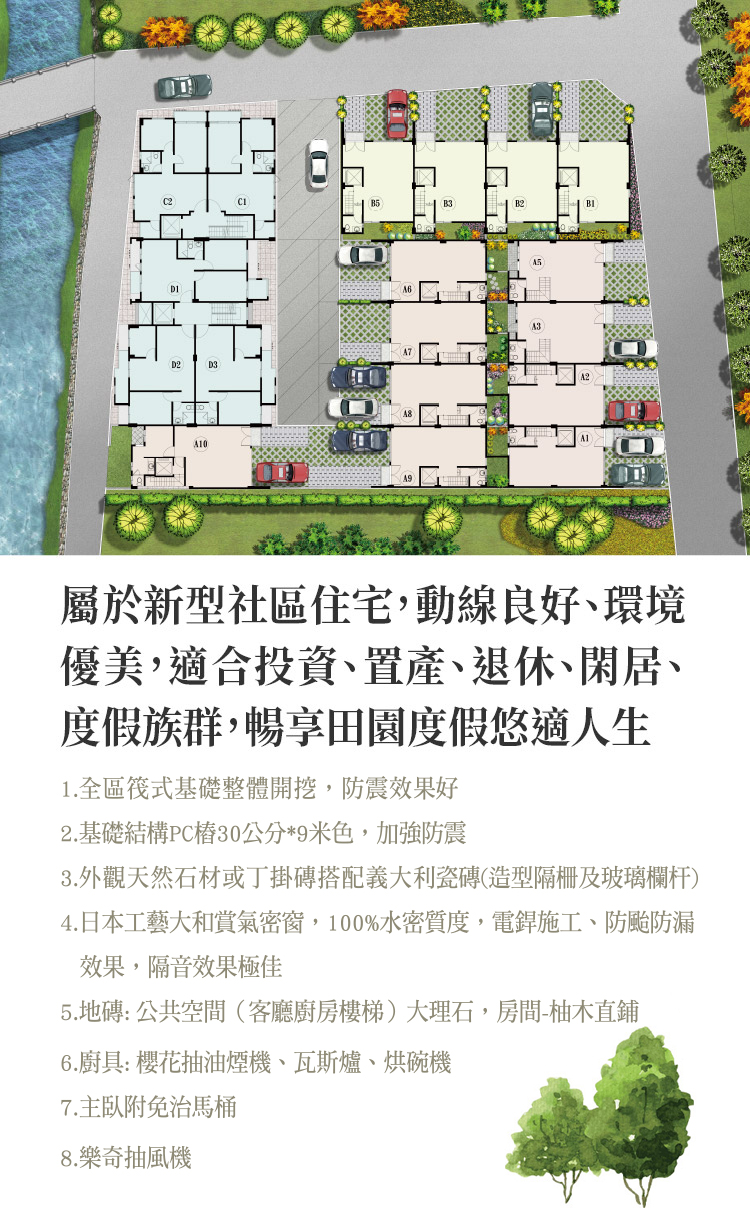 C2
C1
B5
B3
B2
B1
A5
D1
A6
A3
A7
D2
D3
A2
A8
A10
A1
A9
屬於新型社區住宅，動線良好、環境
優美，適合投資、置產、退休、閑居、
度假族群，暢享田園度假悠適人生
1.全區筏式基礎整體開挖，防震效果好
2.基礎結構PC樁30公分*9米色，加強防震
3.外觀天然石材或丁掛磚搭配義大利瓷磚(造型隔柵及玻璃欄杆)
4.日本工藝大和賞氣密窗，100%水密質度，電銲施工、防颱防漏
效果，隔音效果極佳
5.地磚: 公共空間（客廳廚房樓梯）大理石，房間-柚木直鋪
6.廚具: 櫻花抽油煙機、瓦斯爐、烘碗機
7.主臥附免治馬桶
8.樂奇抽風機